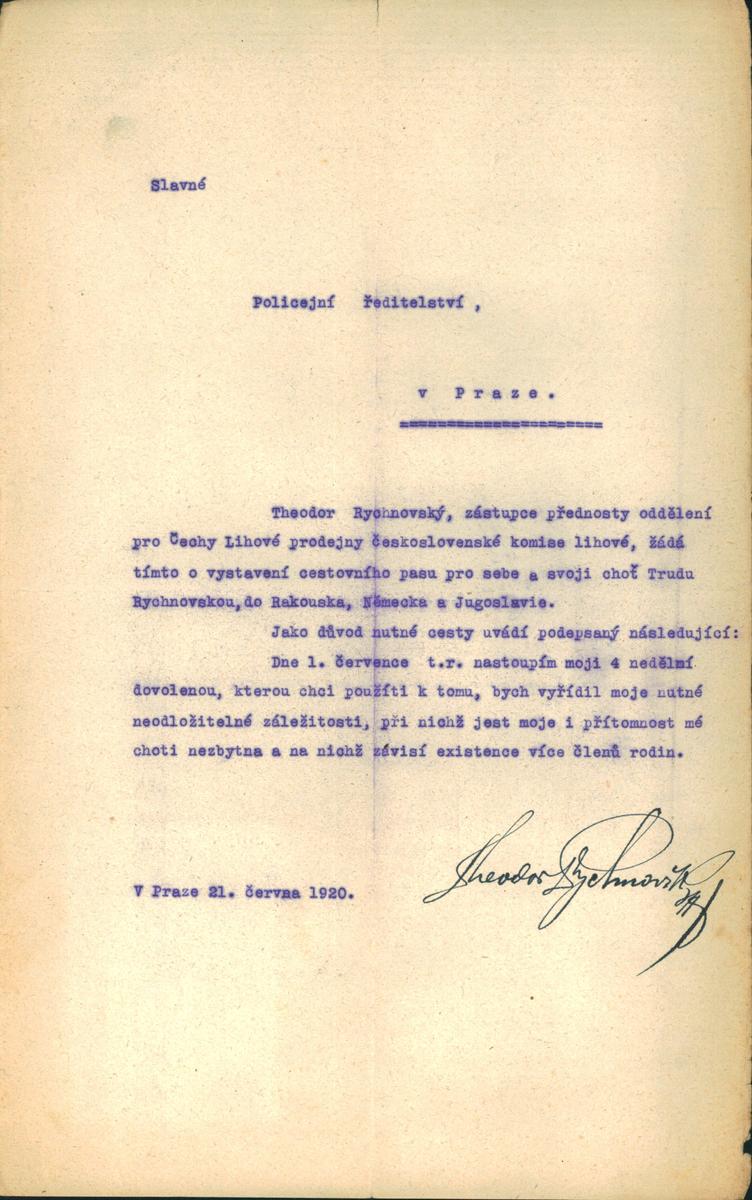 Slavné
Policejní ředitelství ,
v Praze.
======================
Theodor Rychnovský, zástupce přednosty oddělení
pro Čechy Lihové prodejny československé komise lihové, žádá
tímto o vystavení cestovního pasu pro sebe a svoji choť Trudu
Rychnovskou,do Rakouska, Německa a Jugoslavie.
Jako důvod nutné cesty uvádí podepsaný následující:
Dne 1. července t.r. nastoupím moji 4 nedělní
dovolenou, kterou chci použíti k tomu, bych vyřídil moje nutné
neodložitelné záležitosti, při nichž jest moje i přítomnost mé
choti nezbytna a na nichž závisí existence více členů rodin.
Theodor Rychnovský
V Praze 21. června 1920.